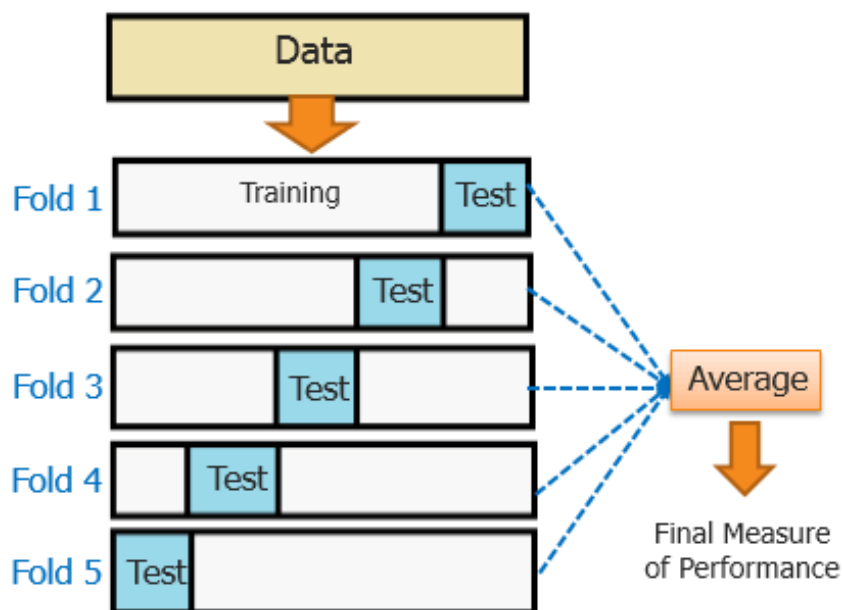 Data
Fold 1
Training
Test
Fold 2
Test
Fold 3
Test
Average
Fold 4
Test
Fold 5
Test
Final Measure
of Performance